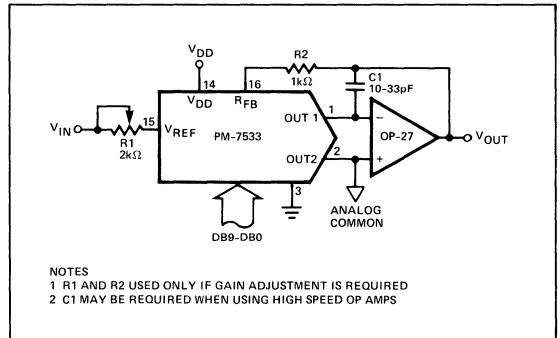 VDD
14
VDD
16
RFB
R2
1kΩ
C1
10-33pF
VIN
R1
2kΩ
15
VREF
PM-7533
OUT 1
1
−
OP-27
VOUT
OUT2
2
+
3
ANALOG
COMMON
DB9-DB0
NOTES
1 R1 AND R2 USED ONLY IF GAIN ADJUSTMENT IS REQUIRED
2 C1 MAY BE REQUIRED WHEN USING HIGH SPEED OP AMPS